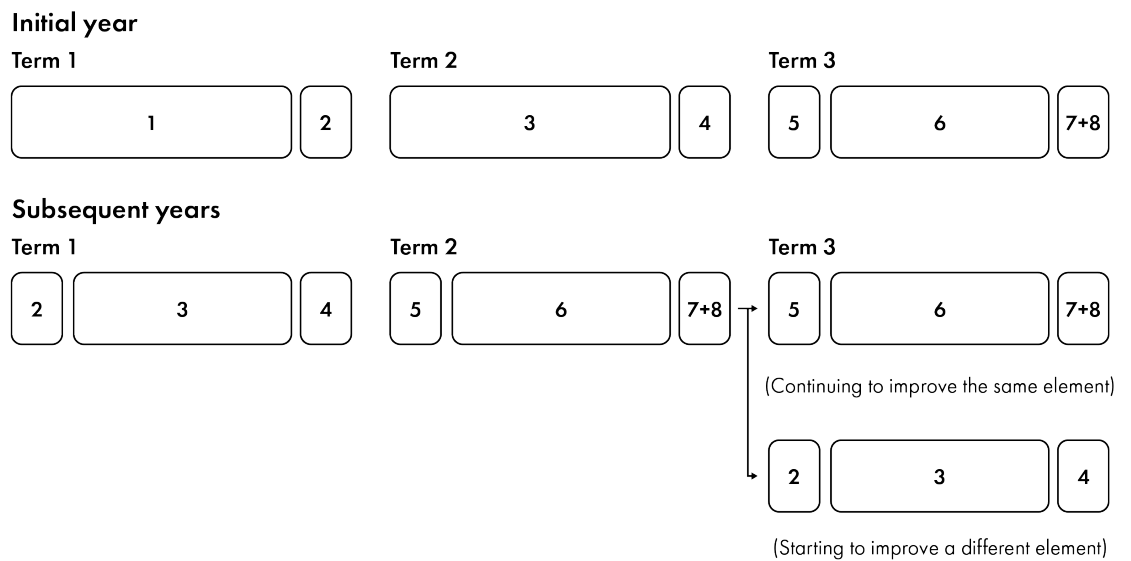 Initial year
Term 1
Term 2
Term 3
1
2
3
4
5
6
7+8
Subsequent years
Term 1
Term 2
Term 3
2
3
4
5
6
7+8
5
6
7+8
(Continuing to improve the same element)
2
3
4
(Starting to improve a different element)